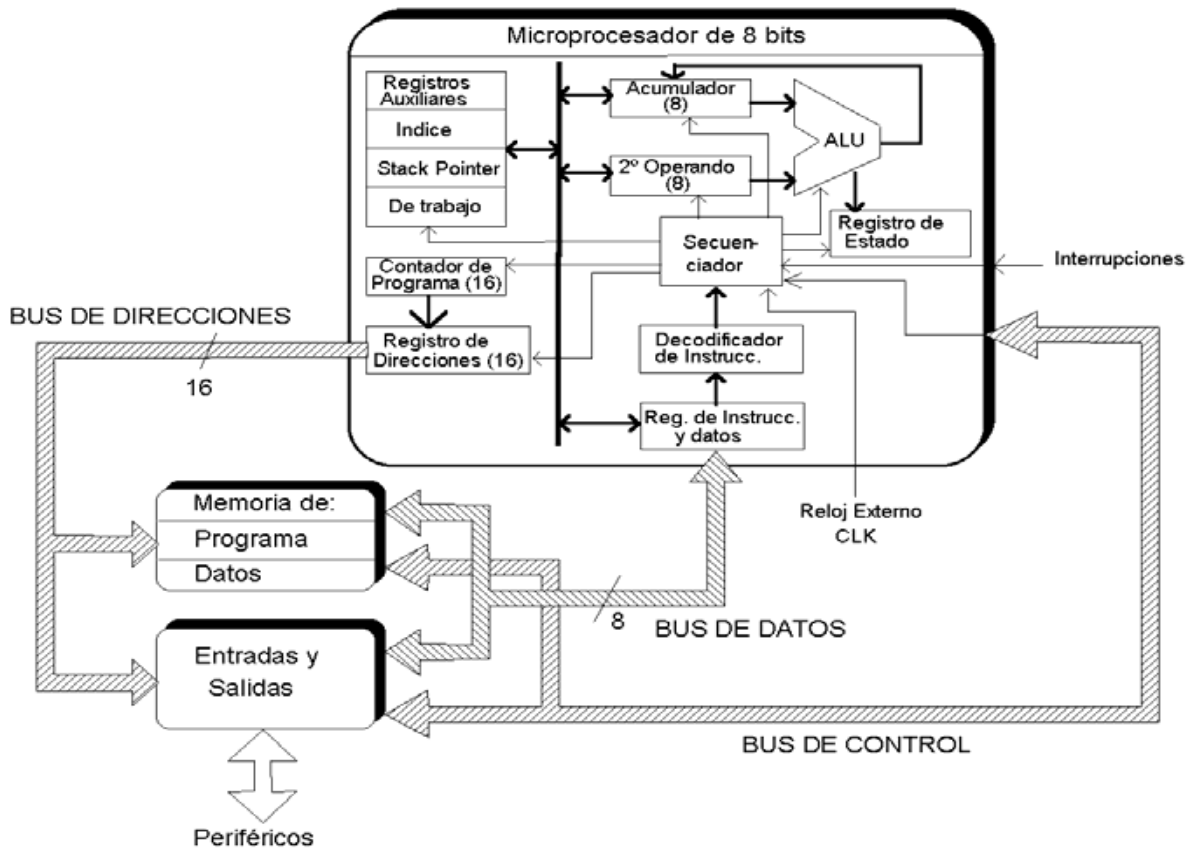 Microprocesador de 8 bits
Registros
Auxiliares
Indice
Stack Pointer
De trabajo
Acumulador
(8)
ALU
2º Operando
(8)
Registro de
Estado
Secuen-
ciador
Interrupciones
Contador de
Programa (16)
BUS DE DIRECCIONES
16
Registro de
Direcciones (16)
Decodificador
de Instrucc.
Reg. de Instrucc.
y datos
Reloj Externo
CLK
Memoria de:
Programa
Datos
8
BUS DE DATOS
Entradas y
Salidas
BUS DE CONTROL
Periféricos